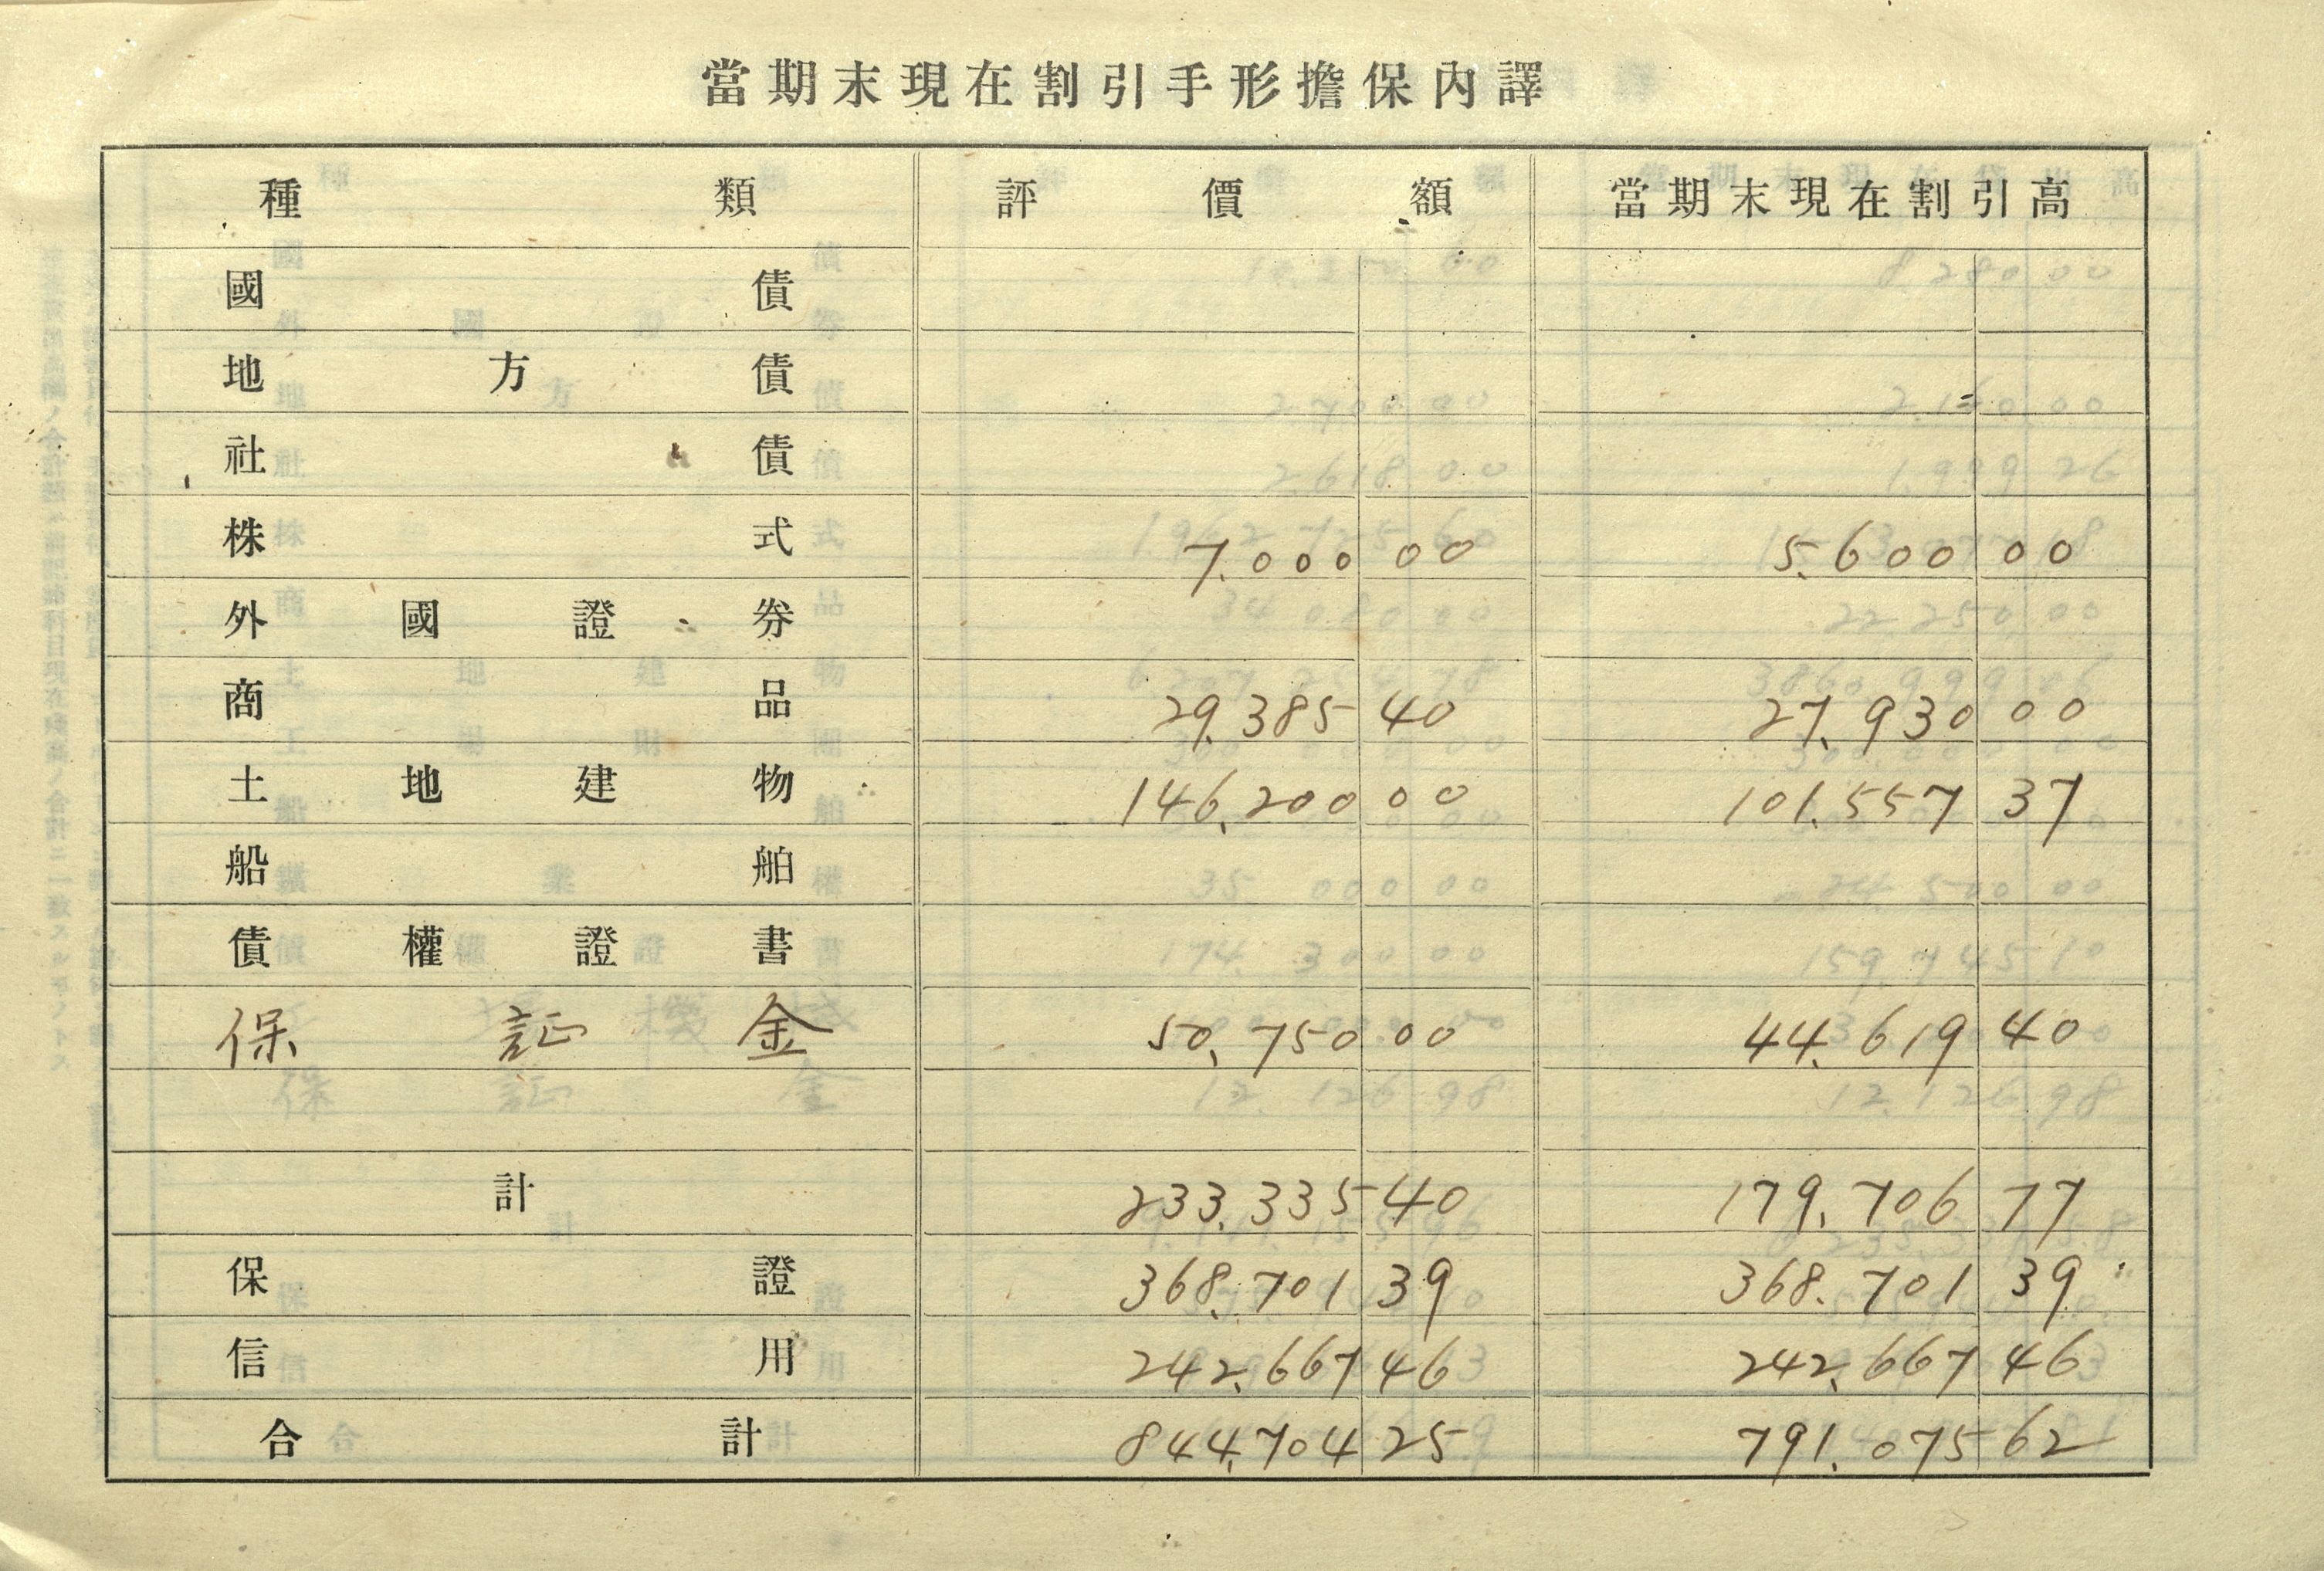 當期末現在割引手形擔保內譯
種類 評價額 當期末現在割引高
國債
地方債
社債
株式 7.000 00 5.600 00
外國證券
商品 29.385 40 27.930 00
土地建物 146.200 00 101.557 37
船舶
債權證書
保証金 50.750 00 44.619 40
計 233.335 40 179.706 77
保證 368.701 39 368.701 39
信用 242.667 46 242.667 46
合計 844.704 25 791.075 62